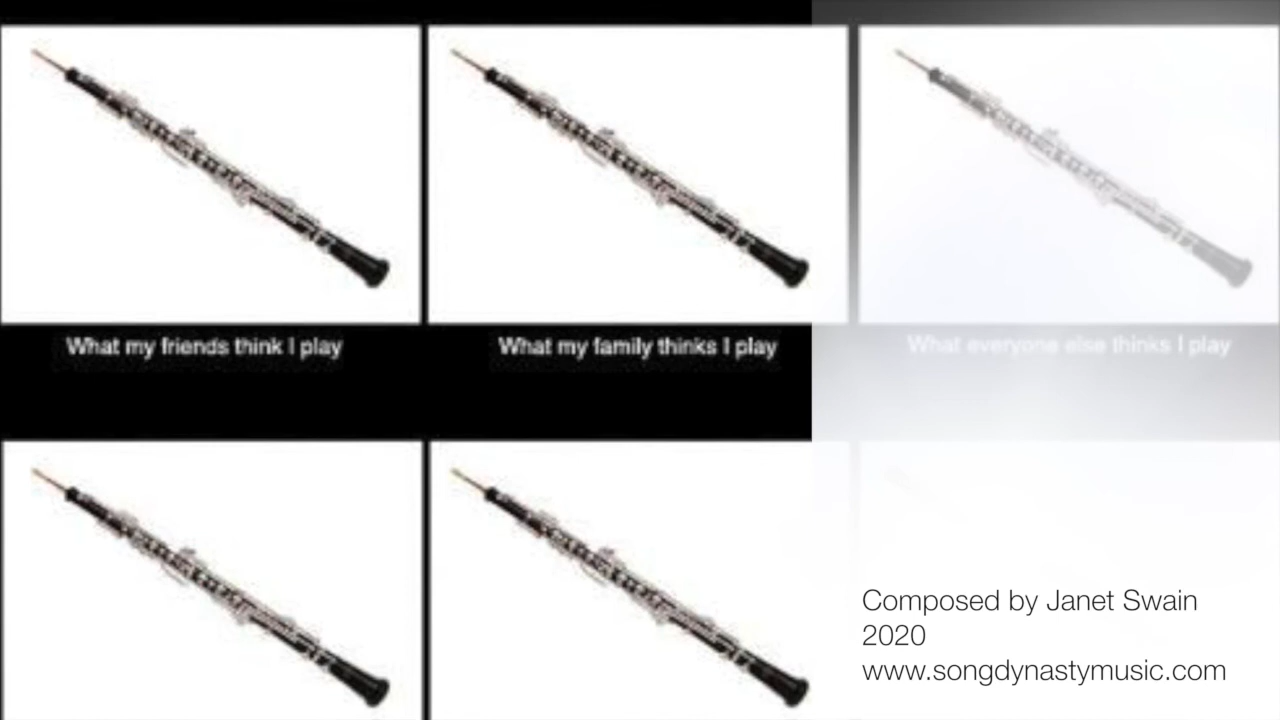 What my friends think I play
What my family thinks I play
What everyone else thinks I play
Composed by Janet Swain
2020
www.songdynastymusic.com